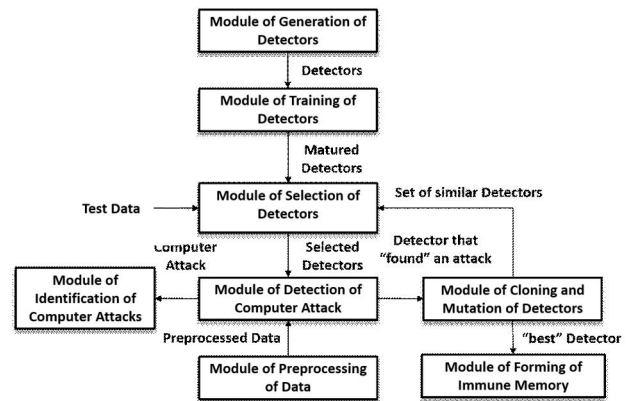 Module of Generation of
Detectors
Detectors
Module of Training of
Detectors
Matured
Detectors
Module of Selection of
Detectors
Test Data
Set of similar Detectors
Computer
Attack
Selected
Detectors
Detector that
“found” an attack
Module of
Identification of
Computer Attacks
Module of Detection of
Computer Attack
Module of Cloning and
Mutation of Detectors
Preprocessed Data
“best” Detector
Module of Preprocessing
of Data
Module of Forming of
Immune Memory